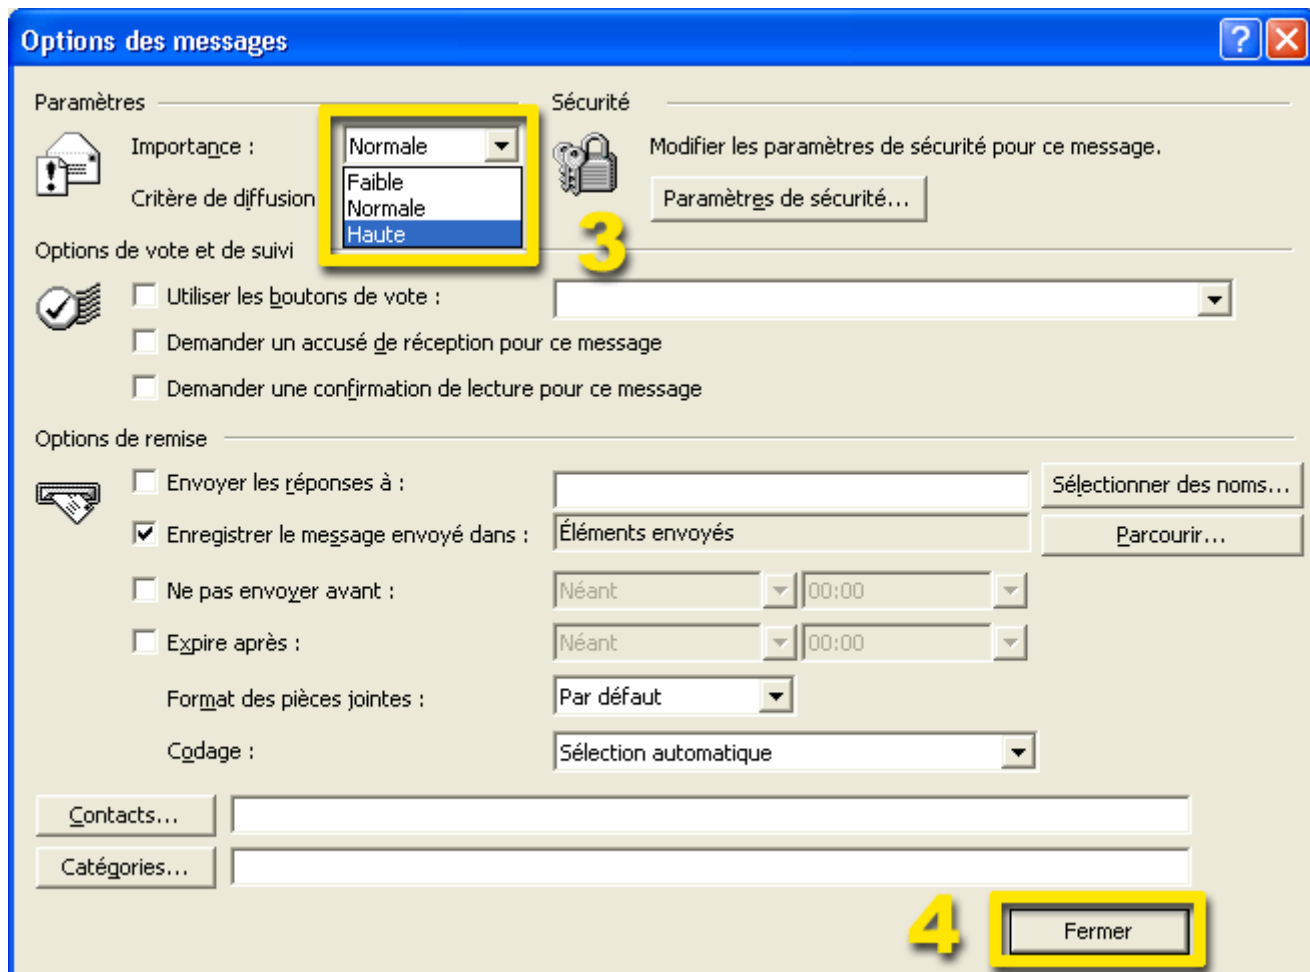 Options des messages
Paramètres
Sécurité
Importance :
Normale
Modifier les paramètres de sécurité pour ce message.
Faible
Critère de diffusion
Normale
Paramètres de sécurité...
Haute
3
Options de vote et de suivi
Utiliser les boutons de vote :
Demander un accusé de réception pour ce message
Demander une confirmation de lecture pour ce message
Options de remise
Envoyer les réponses à :
Sélectionner des noms...
Enregistrer le message envoyé dans :
Éléments envoyés
Parcourir...
Ne pas envoyer avant :
Néant
00:00
Expire après :
Néant
00:00
Format des pièces jointes :
Par défaut
Codage :
Sélection automatique
Contacts...
Catégories...
4
Fermer